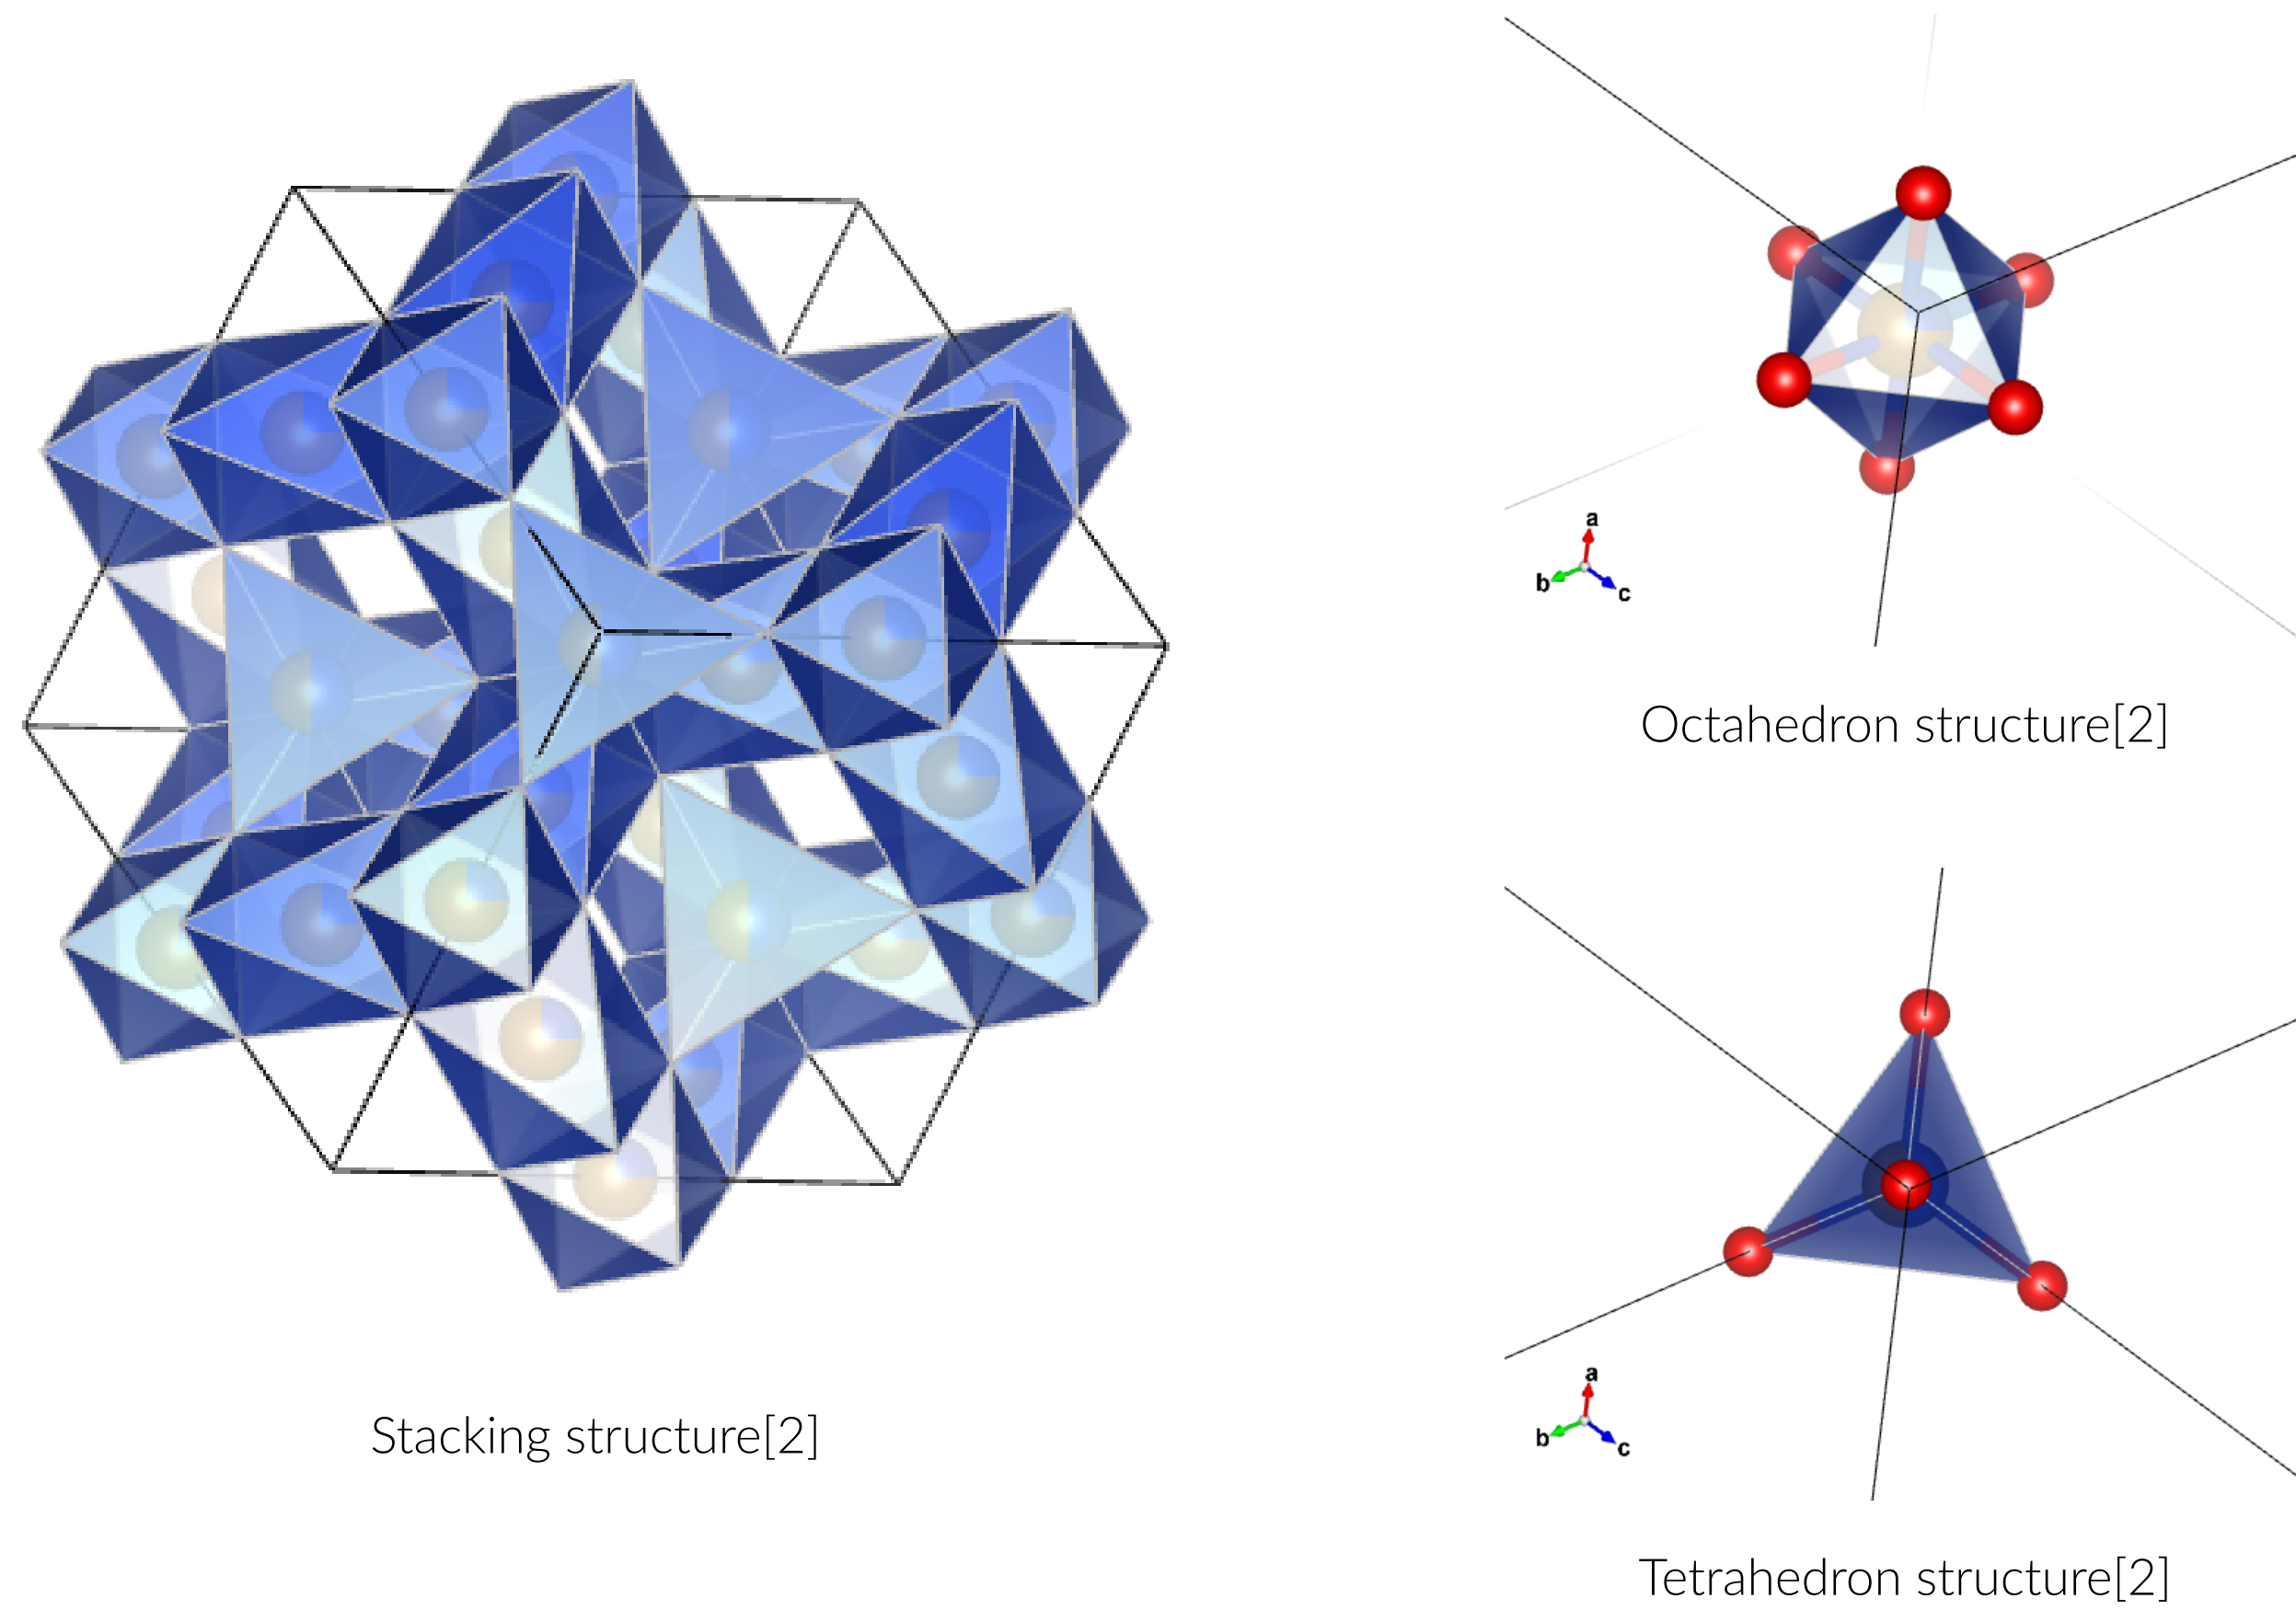 a
b
c
Octahedron structure[2]
a
b
c
Stacking structure[2]
Tetrahedron structure[2]